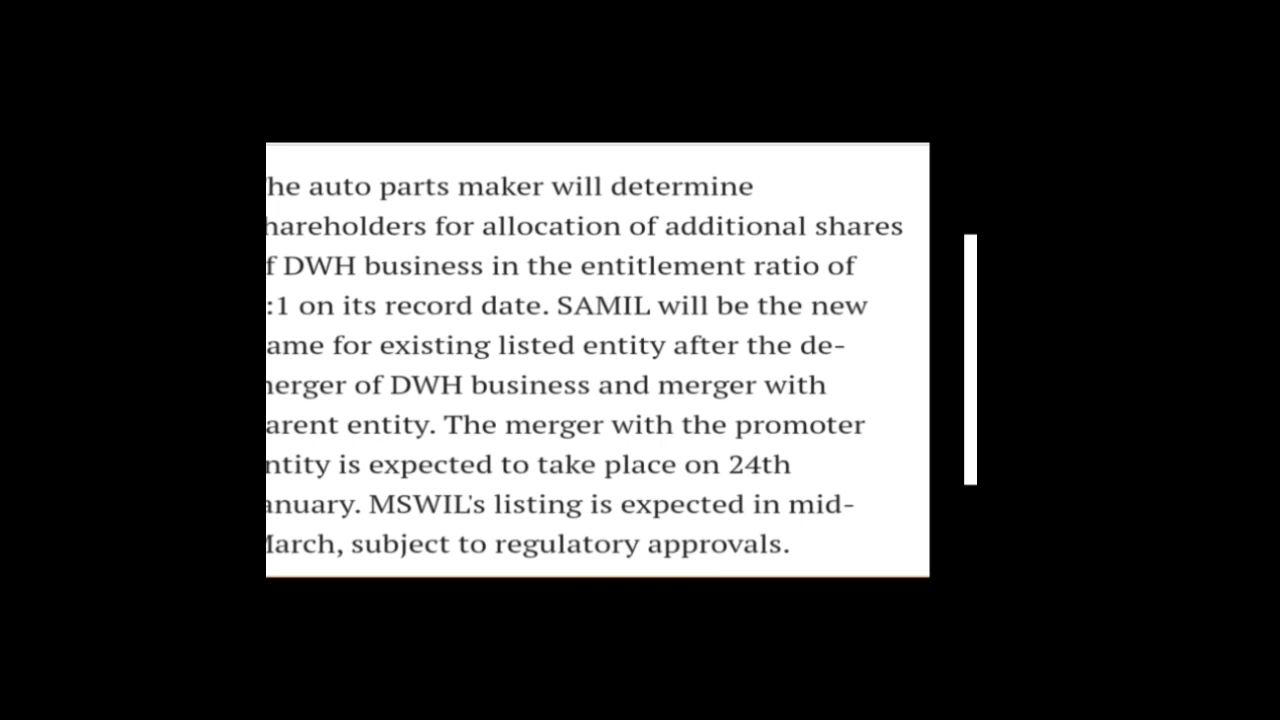 he auto parts maker will determine
hareholders for allocation of additional shares
f DWH business in the entitlement ratio of
:1 on its record date. SAMIL will be the new
ame for existing listed entity after the de-
erger of DWH business and merger with
arent entity. The merger with the promoter
ntity is expected to take place on 24th
anuary. MSWIL's listing is expected in mid-
arch, subject to regulatory approvals.